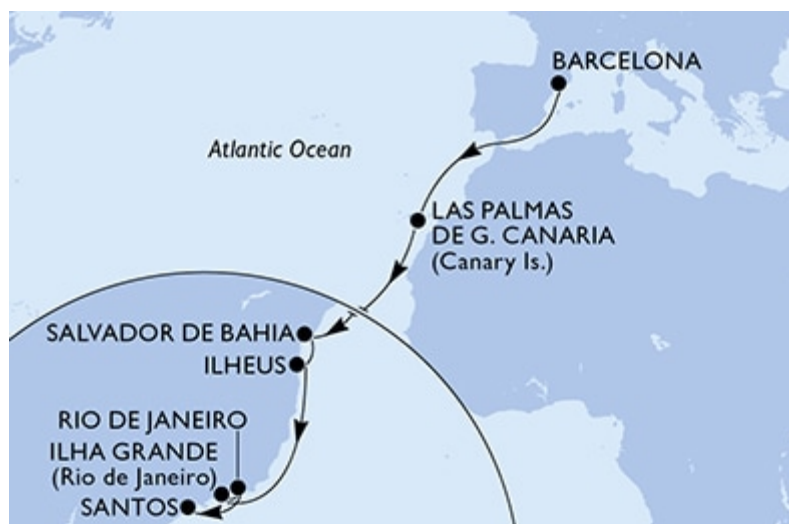 BARCELONA
Atlantic Ocean
LAS PALMAS
DE G. CANARIA
(Canary Is.)
SALVADOR DE BAHIA
ILHEUS
RIO DE JANEIRO
ILHA GRANDE
(Rio de Janeiro)
SANTOS